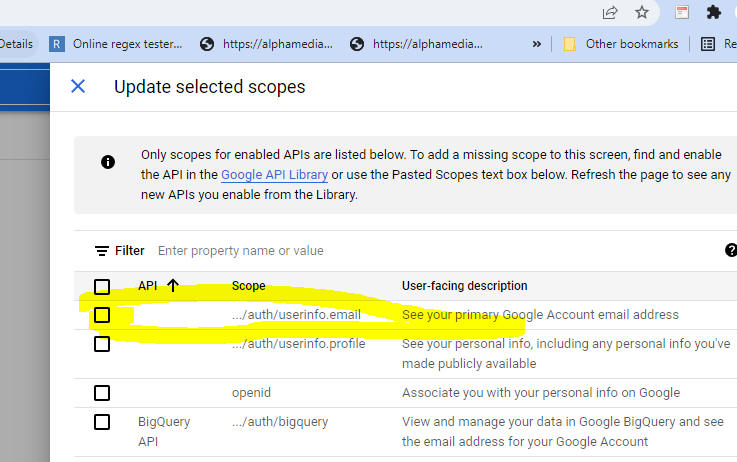 Details R Online regex tester... https://alphamedia... https://alphamedia... » Other bookmarks Re
Update selected scopes
Only scopes for enabled APIs are listed below. To add a missing scope to this screen, find and enable
the API in the Google API Library or use the Pasted Scopes text box below. Refresh the page to see any
new APIs you enable from the Library.
Filter Enter property name or value
API Scope User-facing description
.../auth/userinfo.email See your primary Google Account email address
.../auth/userinfo.profile See your personal info, including any personal info you've
made publicly available
openid Associate you with your personal info on Google
BigQuery .../auth/bigquery View and manage your data in Google BigQuery and see
API the email address for your Google Account